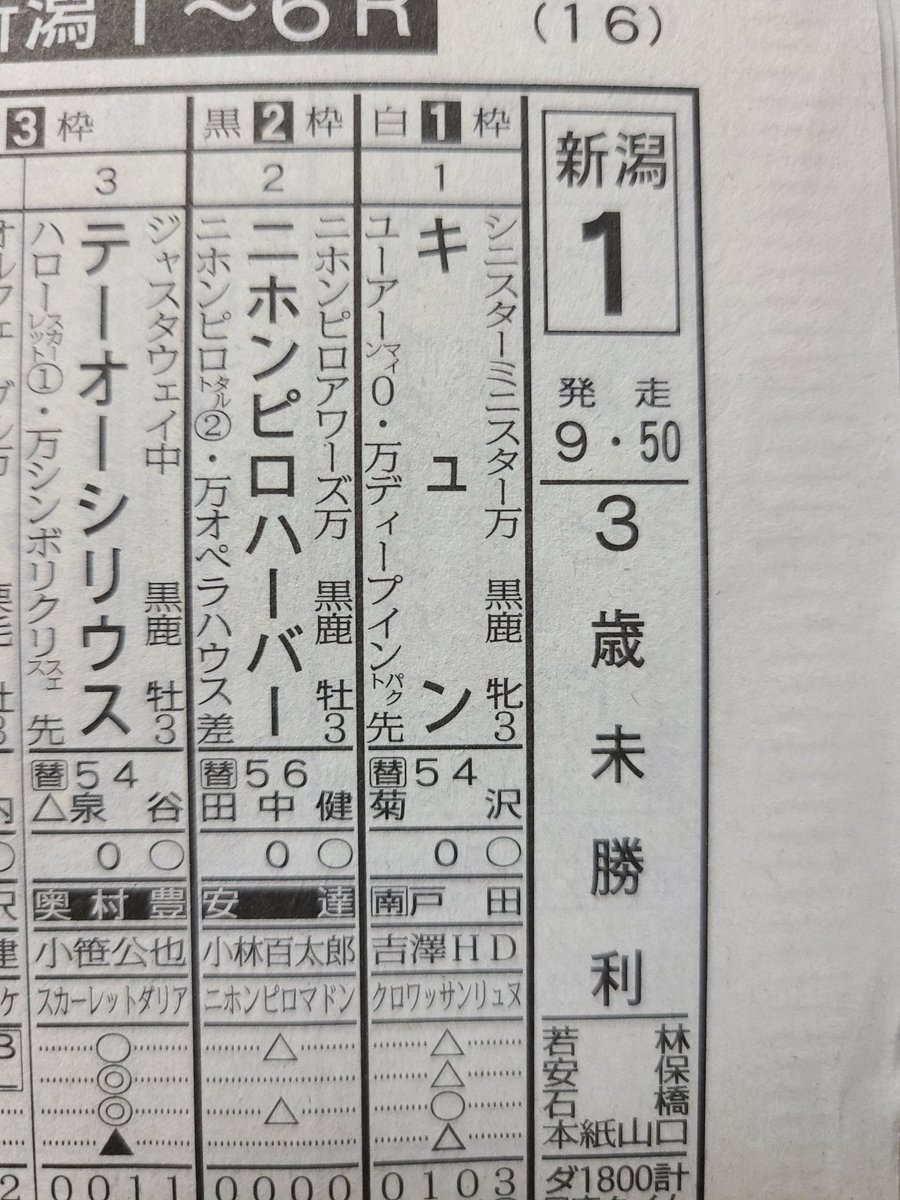 新潟1〜6R
(16)
新潟
1
発走
9・50
3歳未勝利
若林
安保
石橋
本紙山口
ダ1800計
白1枠
1
シニスターミニスター万 黒鹿 牝3
キュン
ユーアーマイン0・万ディープインパクト先
替54
菊沢
0○
南戸田
吉澤HD
クロワッサンリュヌ
△
△
○
△
0103
黒2枠
2
ニホンピロアワーズ万 黒鹿 牡3
ニホンピロハーバー
ニホンピロタルト②・万オペラハウス差
替56
田中健
0○
安達
小林百太郎
ニホンピロマドン
△
△
0000
3枠
3
ジャスタウェイ中 黒鹿 牡3
テーオーシリウス
ハロースカーレット①・万シンボリクリスエス先
替54
△泉谷
0○
奥村豊
小笹公也
スカーレットダリア
○
◎
◎
▲
0011